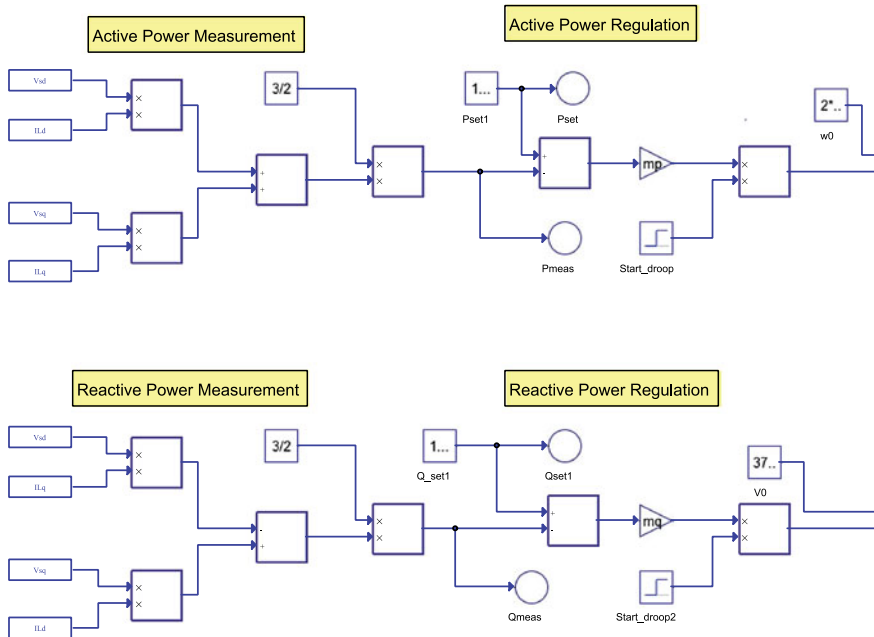 Active Power Measurement
Active Power Regulation
Vsd
ILd
Vsq
ILq
×
×
×
×
+
+
3/2
×
×
1...
Pset1
Pset
+
-
mp
Pmeas
Start_droop
×
×
2*..
w0
Reactive Power Measurement
Reactive Power Regulation
Vsd
ILq
Vsq
ILd
×
×
×
×
-
+
3/2
×
×
1...
Q_set1
Qset1
+
-
mq
Qmeas
Start_droop2
×
×
37..
V0